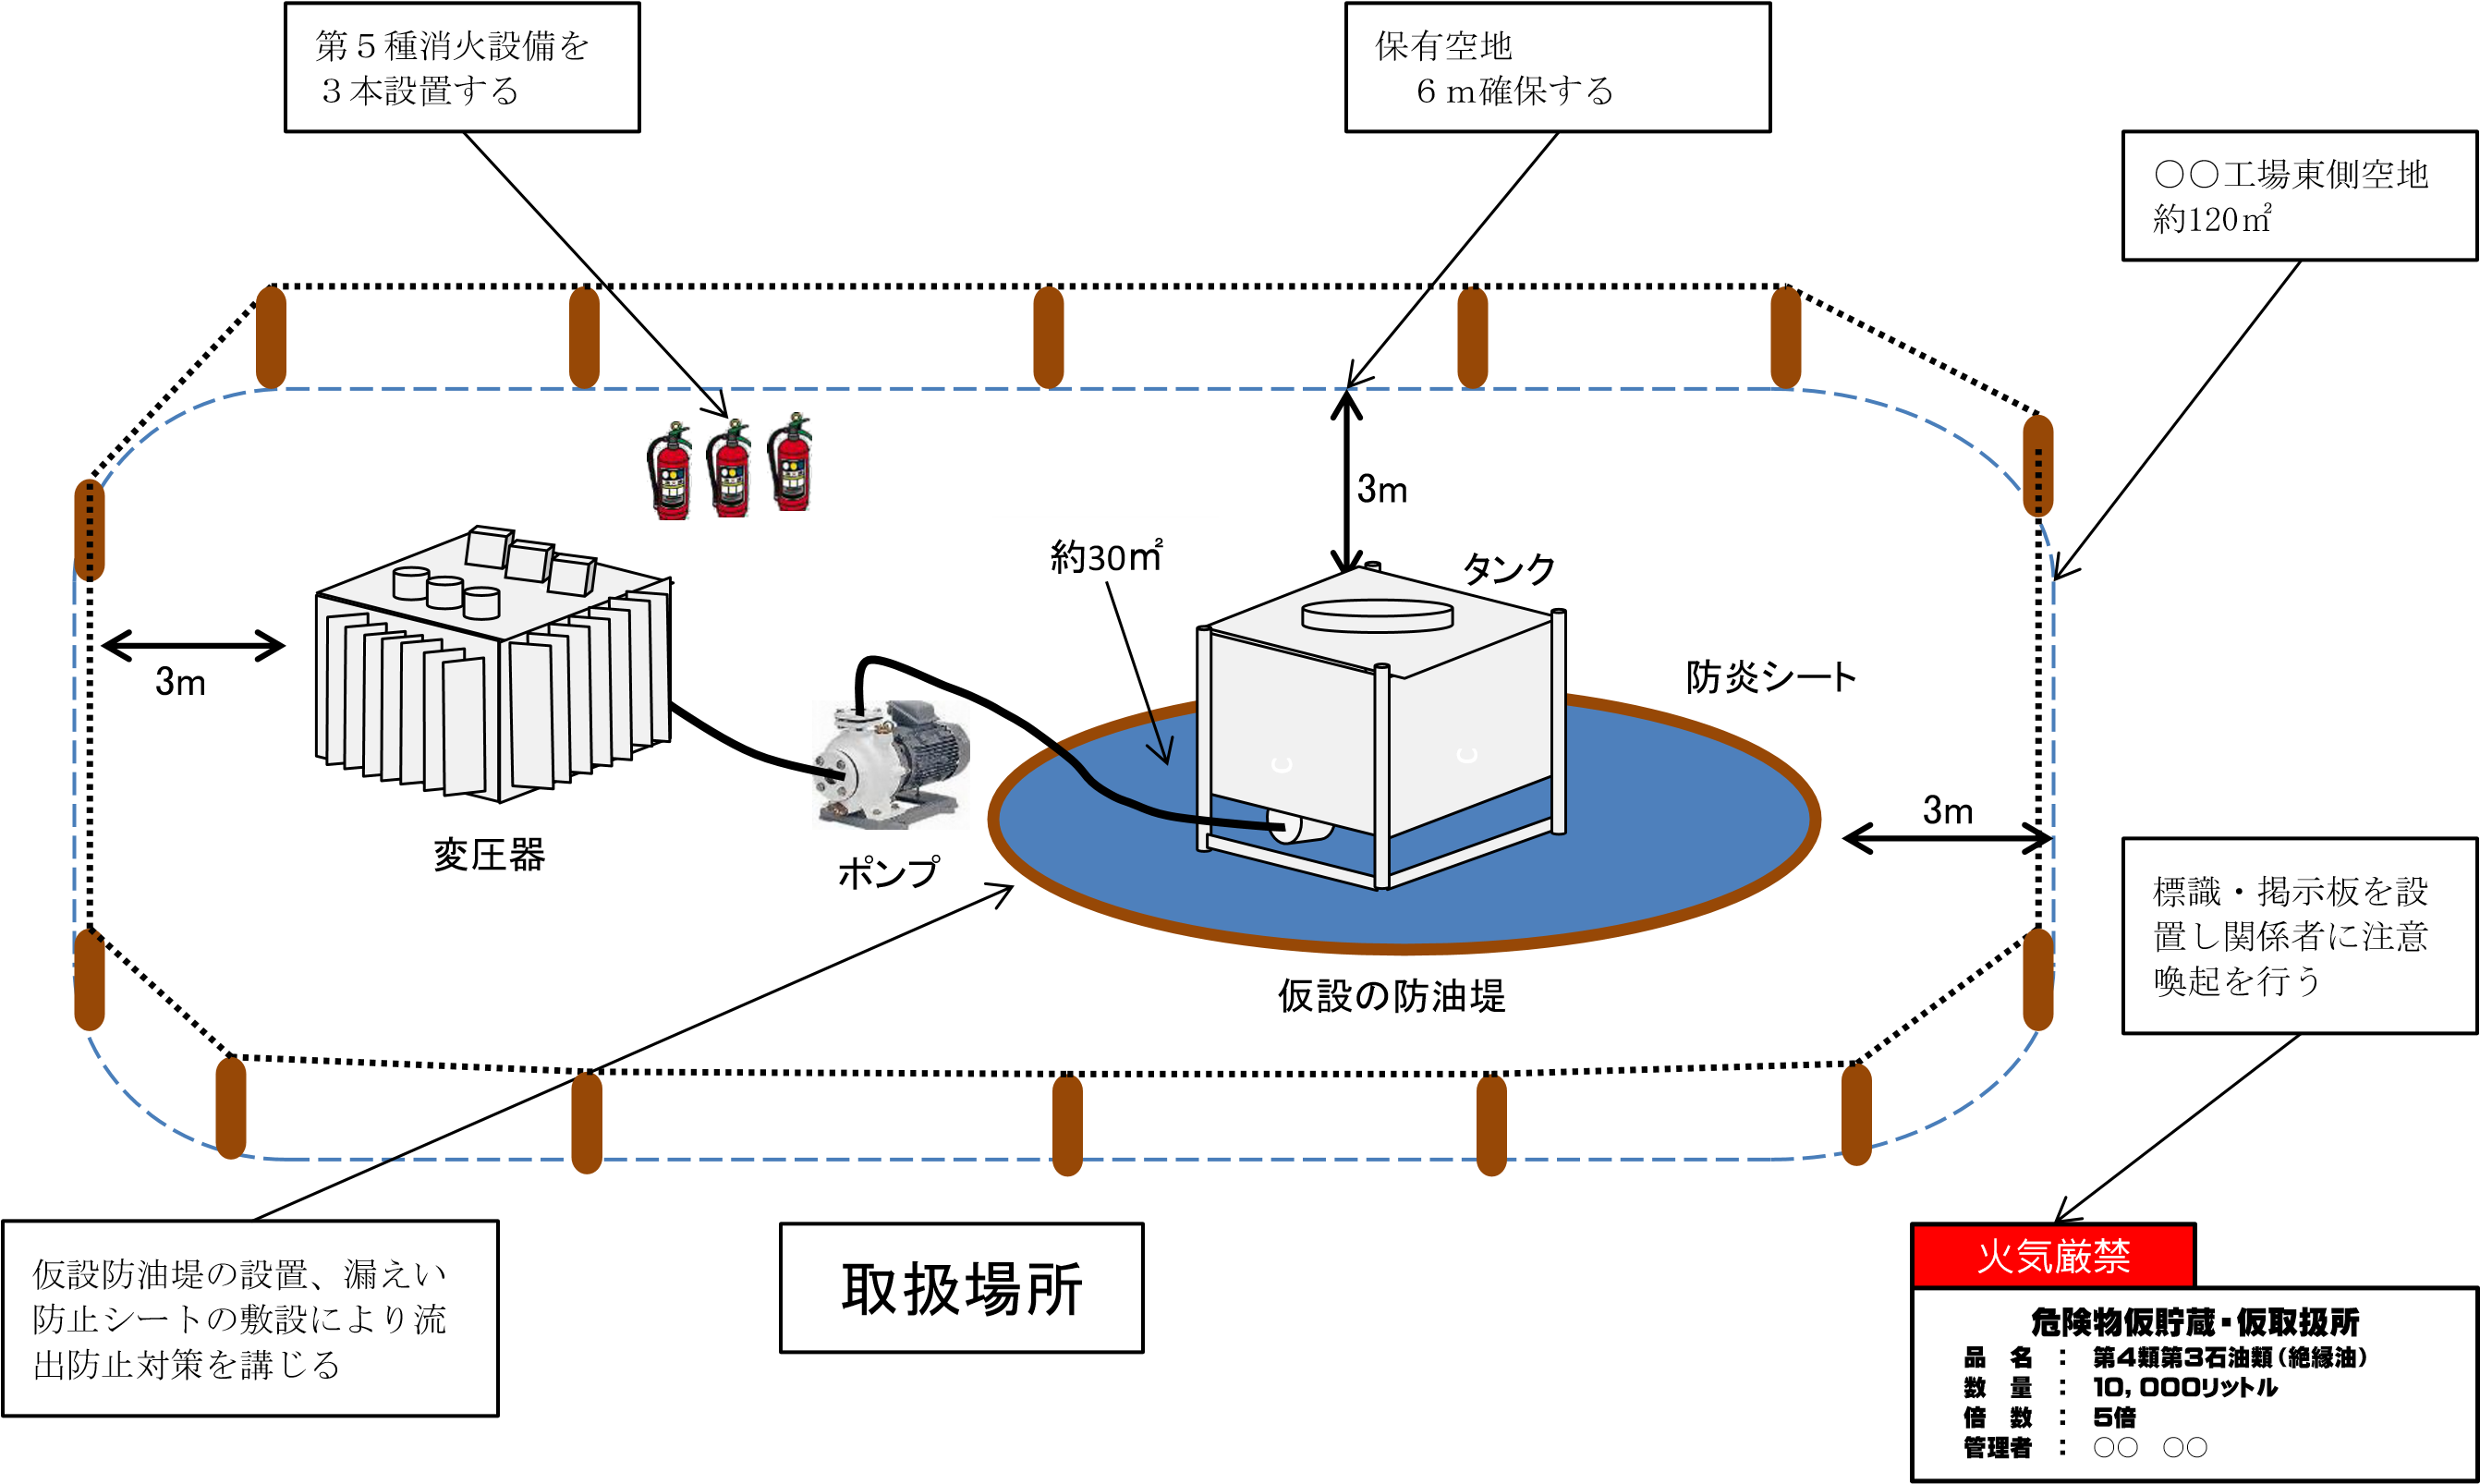 第５種消火設備を
３本設置する
保有空地
６ｍ確保する
○○工場東側空地
約120㎡
3m
約30㎡
タンク
防炎シート
3m
変圧器
ポンプ
3m
仮設の防油堤
標識・掲示板を設
置し関係者に注意
喚起を行う
仮設防油堤の設置、漏えい
防止シートの敷設により流
出防止対策を講じる
取扱場所
火気厳禁
危険物仮貯蔵・仮取扱所
品　名　：　第4類第3石油類（絶縁油）
数　量　：　10，000リットル
倍　数　：　5倍
管理者　：　○○　○○
C
C